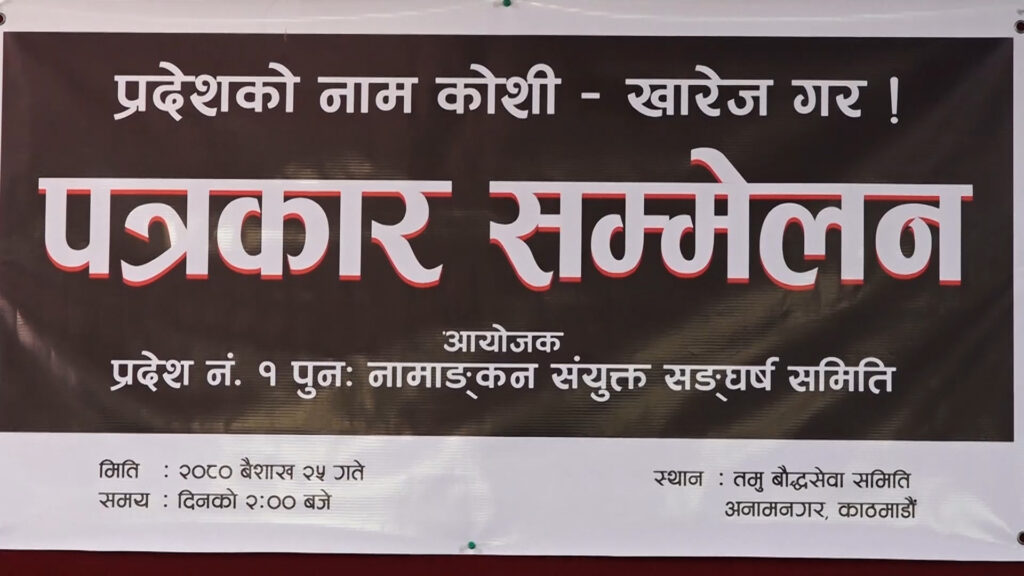 प्रदेशको नाम कोशी - खारेज गर !
पत्रकार सम्मेलन
आयोजक
प्रदेश नं. १ पुनः नामाङ्कन संयुक्त सङ्घर्ष समिति
मिति : २०८० बैशाख २५ गते
समय : दिनको २:०० बजे
स्थान : तमु बौद्धसेवा समिति
अनामनगर, काठमाडौं